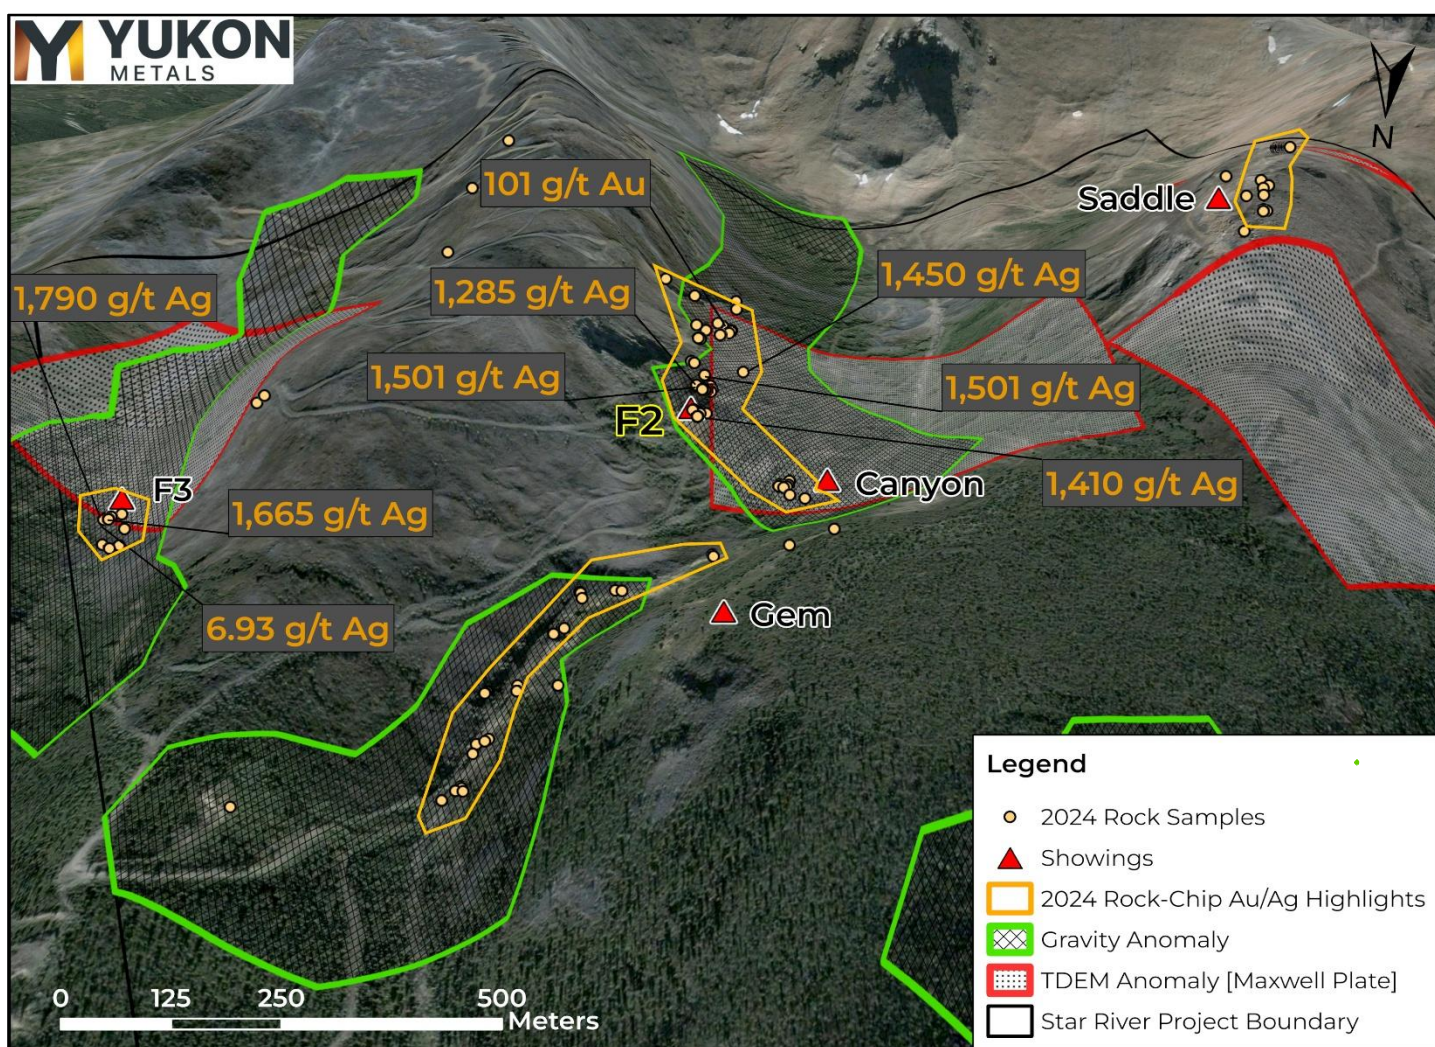 YUKON
METALS
N
101 g/t Au
Saddle
1,790 g/t Ag
1,285 g/t Ag
1,450 g/t Ag
1,501 g/t Ag
1,501 g/t Ag
F2
F3
Canyon
1,410 g/t Ag
1,665 g/t Ag
6.93 g/t Ag
Gem
Legend
2024 Rock Samples
Showings
2024 Rock-Chip Au/Ag Highlights
Gravity Anomaly
TDEM Anomaly [Maxwell Plate]
Star River Project Boundary
0 125 250 500
Meters